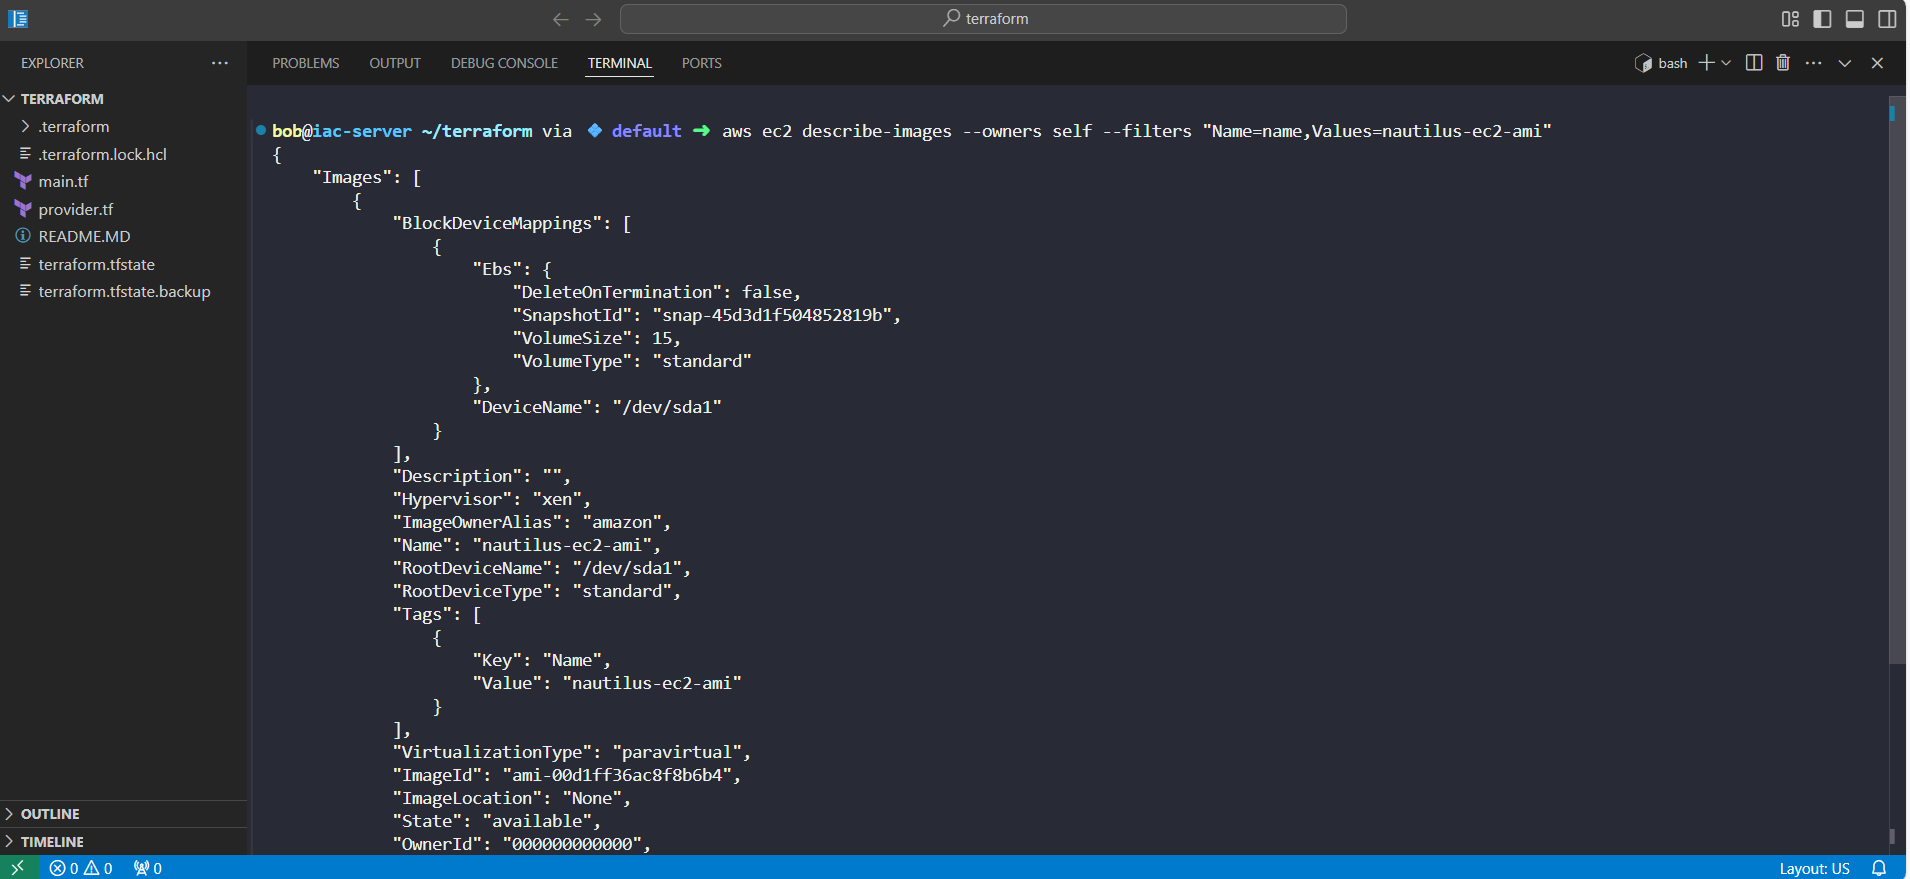 terraform
EXPLORER
PROBLEMS OUTPUT DEBUG CONSOLE TERMINAL PORTS
bash
TERRAFORM
.terraform
.terraform.lock.hcl
main.tf
provider.tf
README.MD
terraform.tfstate
terraform.tfstate.backup
OUTLINE
TIMELINE
bob@iac-server ~/terraform via default ➜ aws ec2 describe-images --owners self --filters "Name=name,Values=nautilus-ec2-ami"
{
    "Images": [
        {
            "BlockDeviceMappings": [
                {
                    "Ebs": {
                        "DeleteOnTermination": false,
                        "SnapshotId": "snap-45d3d1f504852819b",
                        "VolumeSize": 15,
                        "VolumeType": "standard"
                    },
                    "DeviceName": "/dev/sda1"
                }
            ],
            "Description": "",
            "Hypervisor": "xen",
            "ImageOwnerAlias": "amazon",
            "Name": "nautilus-ec2-ami",
            "RootDeviceName": "/dev/sda1",
            "RootDeviceType": "standard",
            "Tags": [
                {
                    "Key": "Name",
                    "Value": "nautilus-ec2-ami"
                }
            ],
            "VirtualizationType": "paravirtual",
            "ImageId": "ami-00d1ff36ac8f8b6b4",
            "ImageLocation": "None",
            "State": "available",
            "OwnerId": "000000000000",
0 0 0
Layout: US